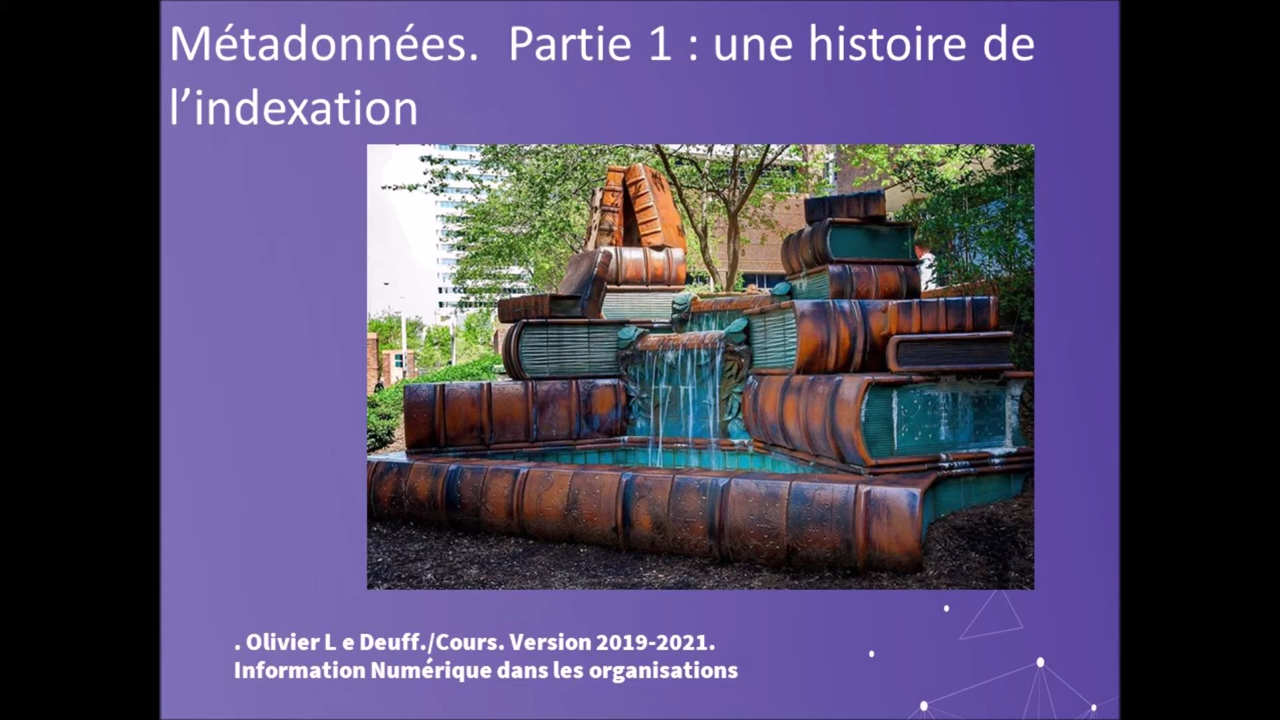 Métadonnées.  Partie 1 : une histoire de
l’indexation
. Olivier L e Deuff./Cours. Version 2019-2021.
Information Numérique dans les organisations